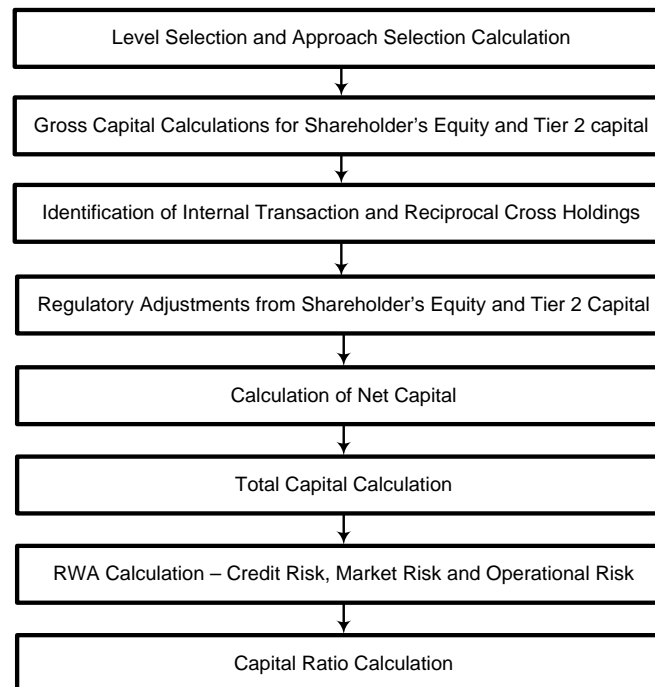 Level Selection and Approach Selection Calculation
Gross Capital Calculations for Shareholder’s Equity and Tier 2 capital
Identification of Internal Transaction and Reciprocal Cross Holdings
Regulatory Adjustments from Shareholder’s Equity and Tier 2 Capital
Calculation of Net Capital
Total Capital Calculation
RWA Calculation – Credit Risk, Market Risk and Operational Risk
Capital Ratio Calculation